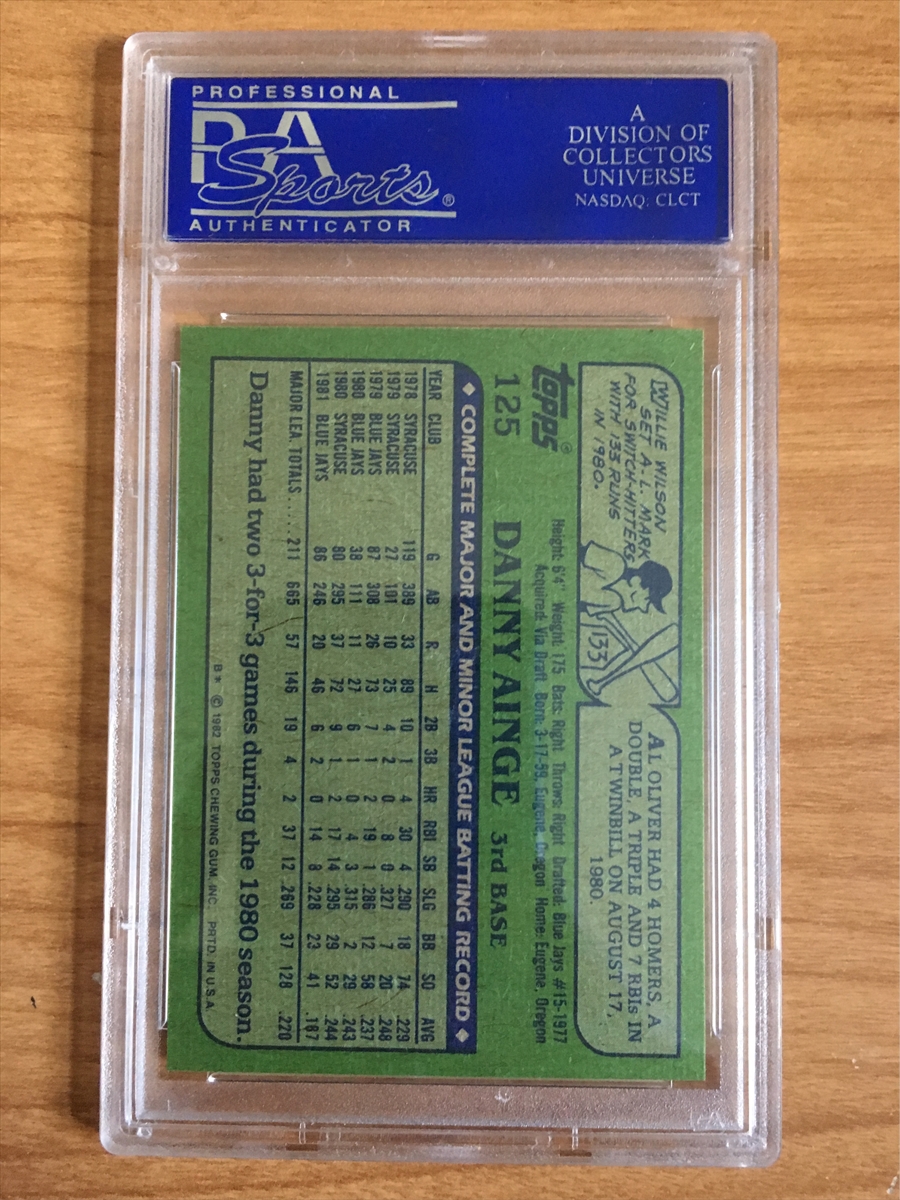 PROFESSIONAL
PSA
Sports®
AUTHENTICATOR
A
DIVISION OF
COLLECTORS
UNIVERSE
NASDAQ: CLCT
WILLIE WILSON
SET A.L. MARK
FOR SWITCH-HITTERS
WITH 133 RUNS
IN 1980.
133
AL OLIVER HAD 4 HOMERS, A
DOUBLE, A TRIPLE AND 7 RBIs IN
A TWINBILL ON AUGUST 17,
1980.
Topps®
125 DANNY AINGE 3rd BASE
Height: 6'4" Weight: 175 Bats: Right Throws: Right Drafted: Blue Jays #15-1977
Acquired: Via Draft Born: 3-17-59, Eugene, Oregon Home: Eugene, Oregon
◆ COMPLETE MAJOR AND MINOR LEAGUE BATTING RECORD ◆
YEAR CLUB G AB R H 2B 3B HR RBI SB SLG BB SO AVG
1978 SYRACUSE 119 389 33 89 10 1 4 30 4 .290 18 74 .229
1979 SYRACUSE 27 101 10 25 4 2 0 8 0 .327 7 20 .248
1979 BLUE JAYS 87 308 26 73 7 1 2 19 1 .286 12 58 .237
1980 BLUE JAYS 38 111 11 27 6 1 0 4 3 .315 2 29 .243
1980 SYRACUSE 80 295 37 72 9 1 2 17 14 .295 29 52 .244
1981 BLUE JAYS 86 246 20 46 6 2 0 14 8 .228 23 41 .187
MAJOR LEA. TOTALS ..... 211 665 57 146 19 4 2 37 12 .269 37 128 .220
Danny had two 3-for-3 games during the 1980 season.
B* © 1982 TOPPS CHEWING GUM, INC. PRTD. IN U.S.A.